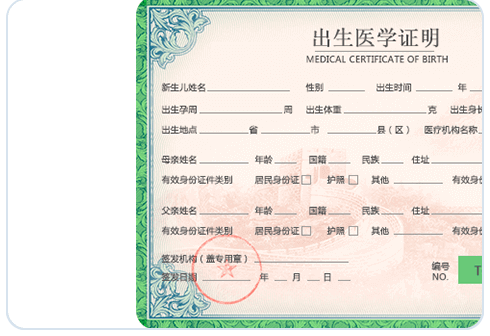 出生医学证明
MEDICAL CERTIFICATE OF BIRTH
新生儿姓名 性别 出生时间 年
出生孕周 周 出生体重 克 出生身
出生地点 省 市 县(区) 医疗机构名称
母亲姓名 年龄 国籍 民族 住址
有效身份证件类别 居民身份证□ 护照□ 其他 有效身
父亲姓名 年龄 国籍 民族 住址
有效身份证件类别 居民身份证□ 护照□ 其他 有效身
签发机构(盖专用章)
签发日期 年 月 日
编号
NO.